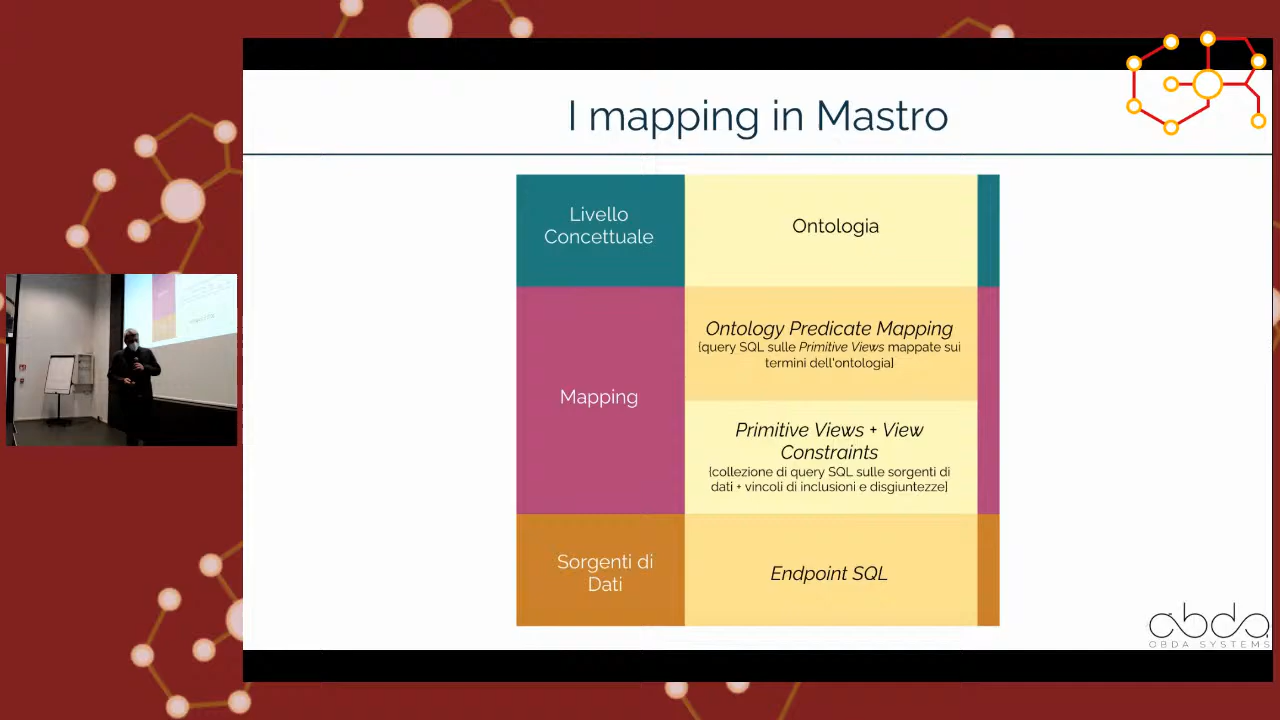 I mapping in Mastro
Livello
Concettuale
Ontologia
Mapping
Ontology Predicate Mapping
[query SQL sulle Primitive Views mappate sui
termini dell'ontologia]
Primitive Views + View
Constraints
[collezione di query SQL sulle sorgenti di
dati + vincoli di inclusioni e disgiuntezze]
Sorgenti di
Dati
Endpoint SQL
obda
OBDA SYSTEMS